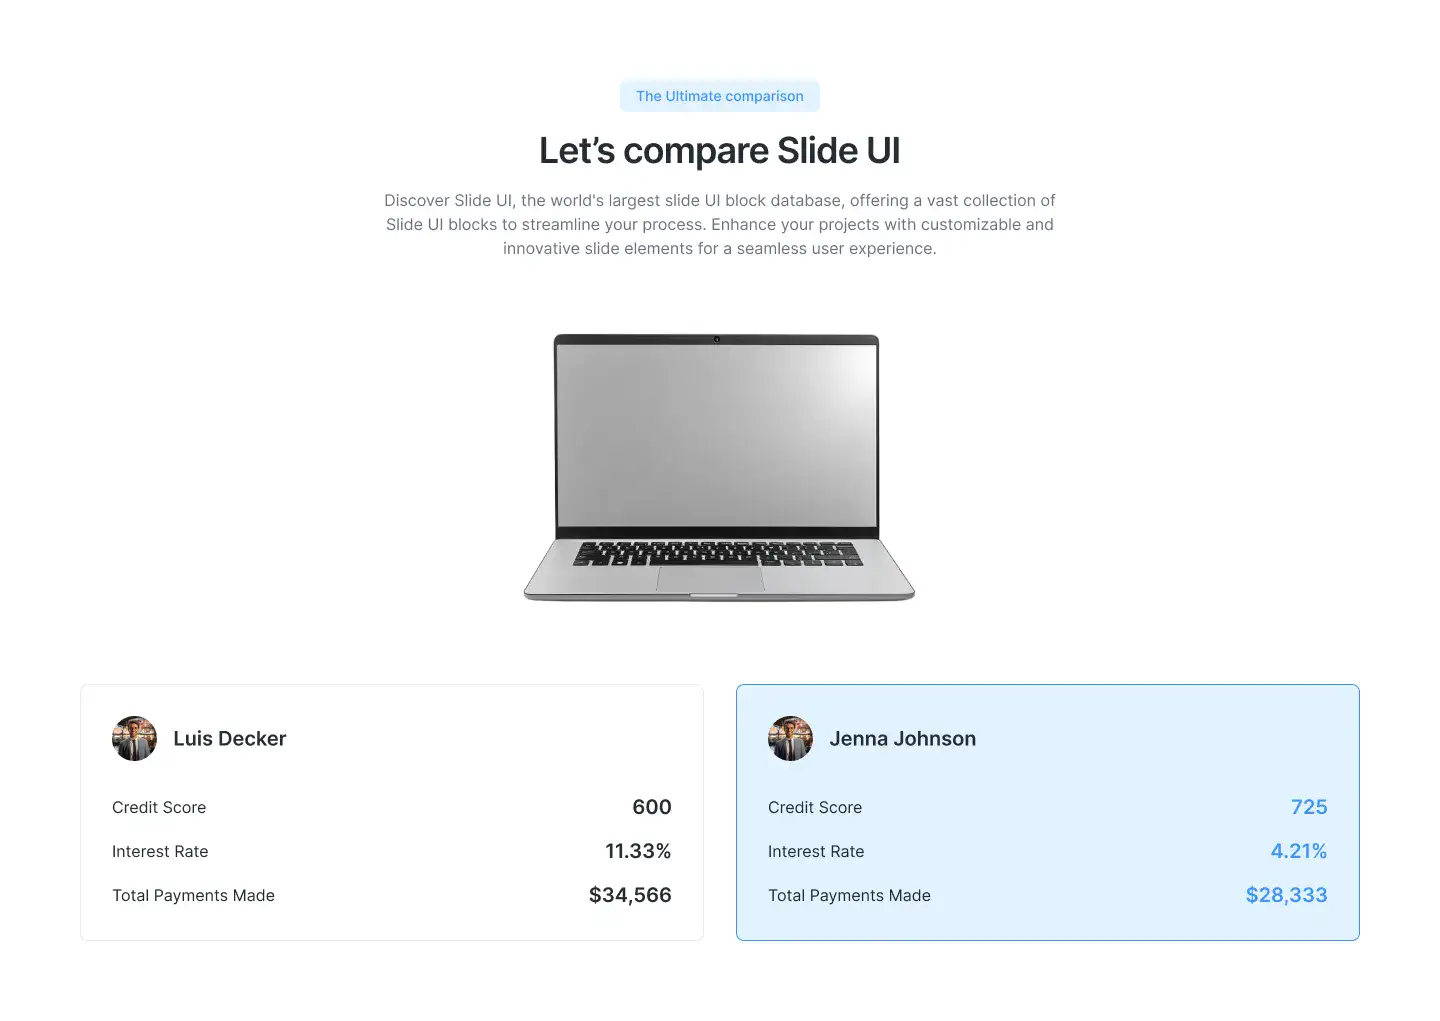 The Ultimate comparison
Let’s compare Slide UI
Discover Slide UI, the world's largest slide UI block database, offering a vast collection of
Slide UI blocks to streamline your process. Enhance your projects with customizable and
innovative slide elements for a seamless user experience.
Luis Decker
Credit Score 600
Interest Rate 11.33%
Total Payments Made $34,566
Jenna Johnson
Credit Score 725
Interest Rate 4.21%
Total Payments Made $28,333